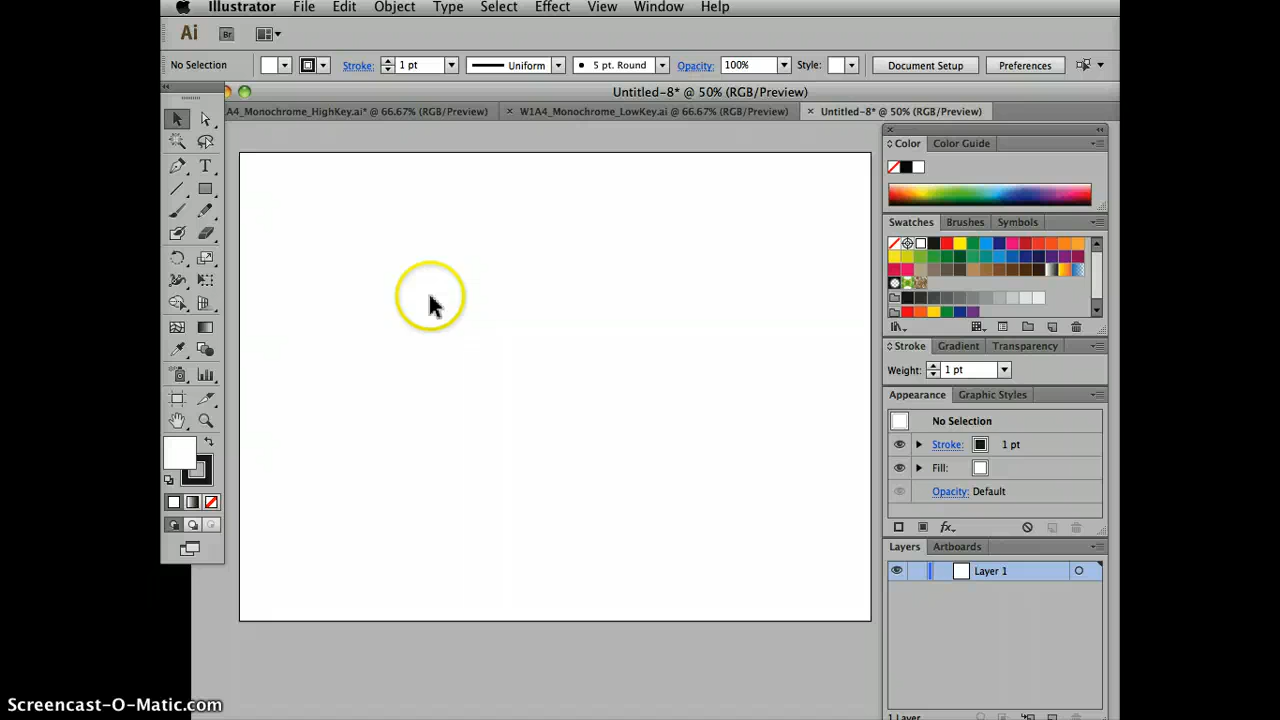 Illustrator File Edit Object Type Select Effect View Window Help
Ai Br
No Selection Stroke: 1 pt Uniform 5 pt. Round Opacity: 100% Style: Document Setup Preferences
Untitled-8* @ 50% (RGB/Preview)
A4_Monochrome_HighKey.ai* @ 66.67% (RGB/Preview) × W1A4_Monochrome_LowKey.ai @ 66.67% (RGB/Preview) × Untitled-8* @ 50% (RGB/Preview)
Color Color Guide
Swatches Brushes Symbols
Stroke Gradient Transparency
Weight: 1 pt
Appearance Graphic Styles
No Selection
Stroke: 1 pt
Fill:
Opacity: Default
fx
Layers Artboards
Layer 1
1 Layer
Screencast-O-Matic.com